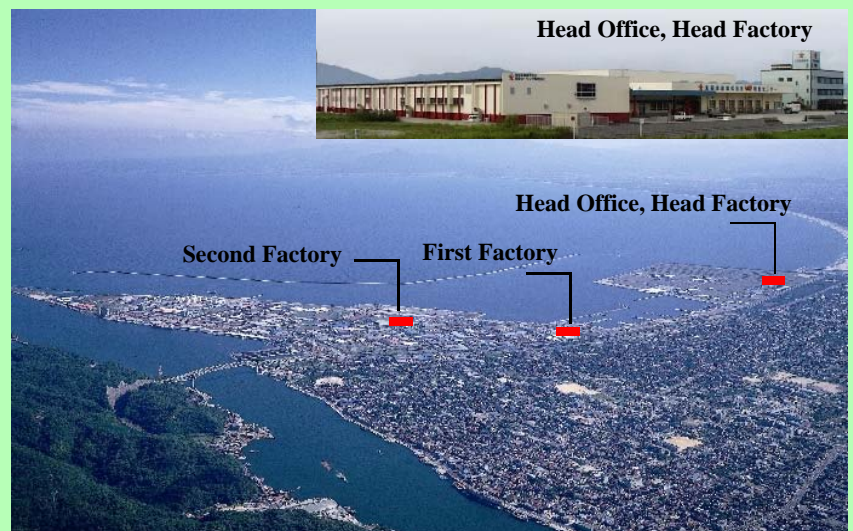 Head Office, Head Factory
Head Office, Head Factory
Second Factory
First Factory